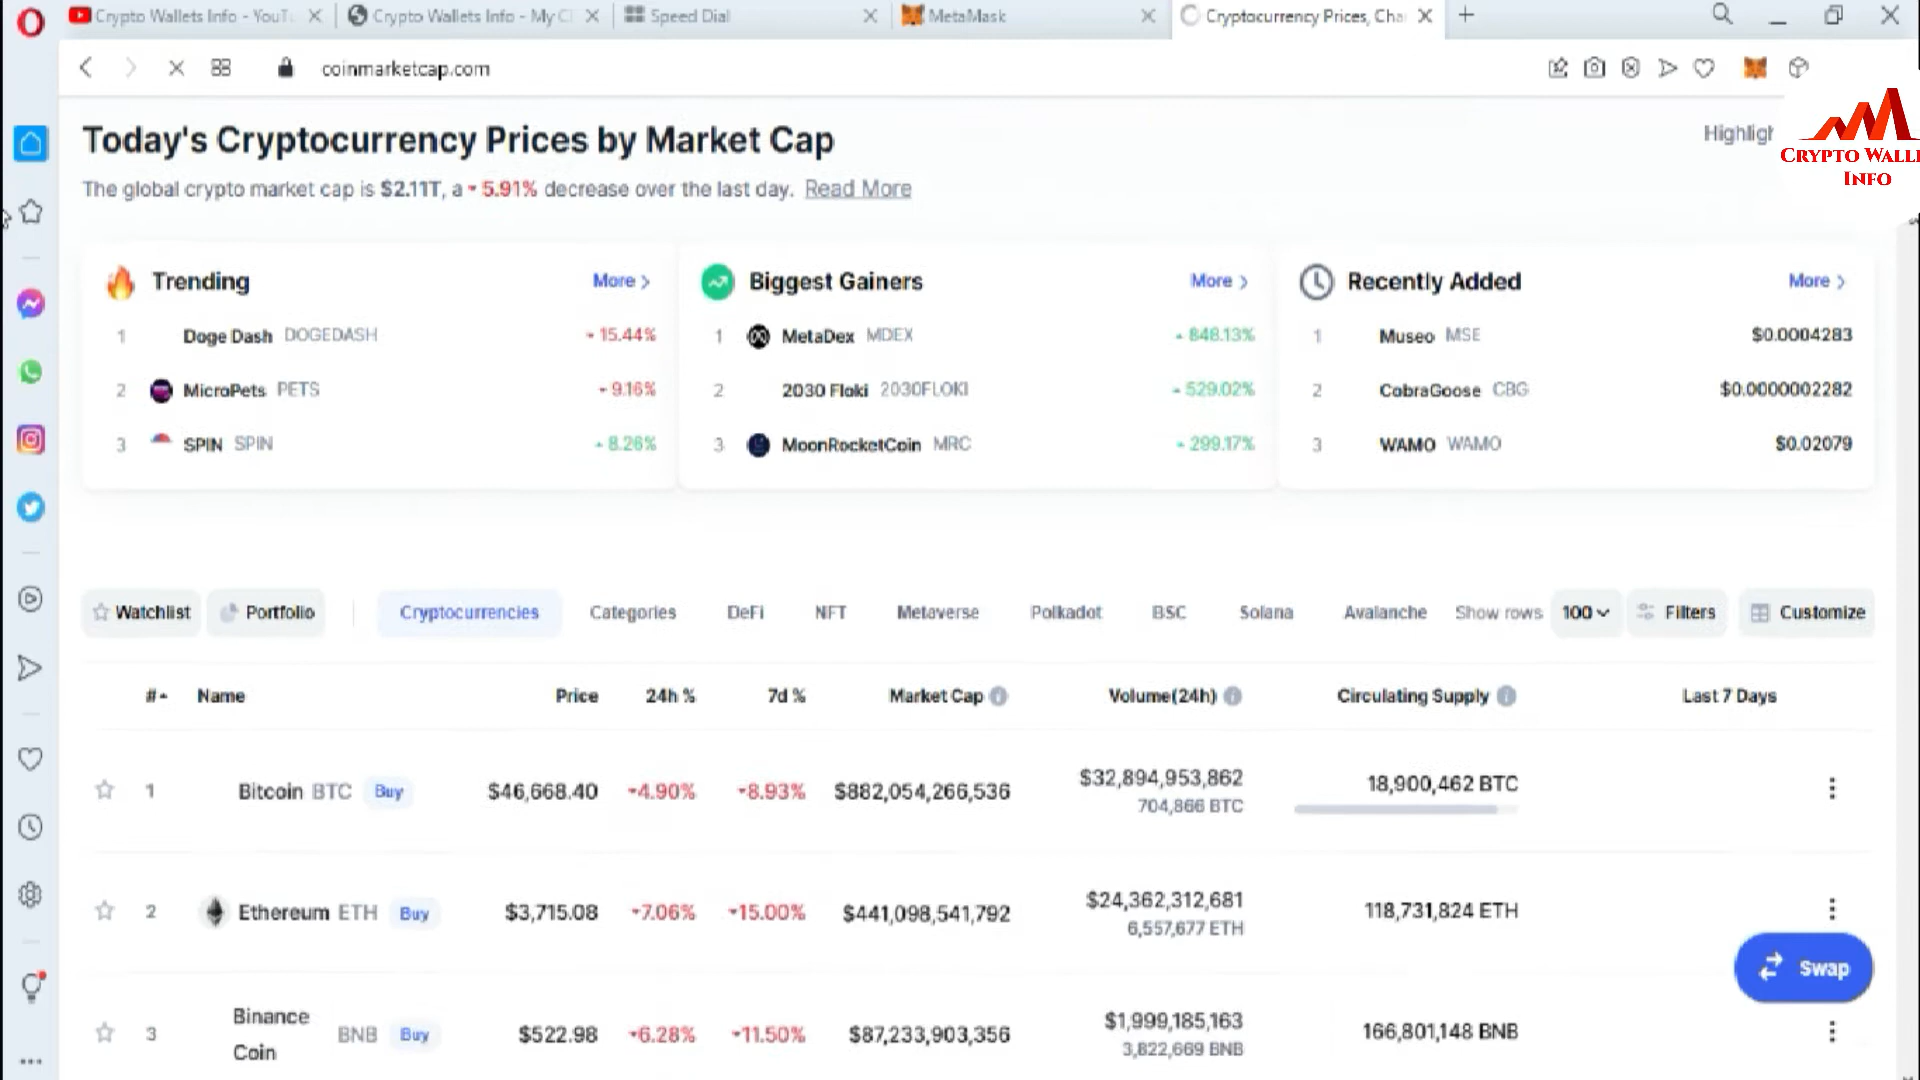 Crypto Wallets Info - YouTu
Crypto Wallets Info - My C
Speed Dial
MetaMask
Cryptocurrency Prices, Cha
coinmarketcap.com
Today's Cryptocurrency Prices by Market Cap
Highligh
CRYPTO WALLE
INFO
The global crypto market cap is $2.11T, a 5.91% decrease over the last day. Read More
Trending More >
1 Doge Dash DOGEDASH 15.44%
2 MicroPets PETS 9.16%
3 SPIN SPIN 8.26%
Biggest Gainers More >
1 MetaDex MDEX 848.13%
2 2030 Floki 2030FLOKI 529.02%
3 MoonRocketCoin MRC 299.17%
Recently Added More >
1 Museo MSE $0.0004283
2 CobraGoose CBG $0.0000002282
3 WAMO WAMO $0.02079
Watchlist Portfolio Cryptocurrencies Categories DeFi NFT Metaverse Polkadot BSC Solana Avalanche Show rows 100 Filters Customize
# Name Price 24h % 7d % Market Cap Volume(24h) Circulating Supply Last 7 Days
1 Bitcoin BTC Buy $46,668.40 4.90% 8.93% $882,054,266,536 $32,894,953,862 18,900,462 BTC
704,866 BTC
2 Ethereum ETH Buy $3,715.08 7.06% 15.00% $441,098,541,792 $24,362,312,681 118,731,824 ETH
6,557,677 ETH
Swap
3 Binance Coin BNB Buy $522.98 6.28% 11.50% $87,233,903,356 $1,999,185,163 166,801,148 BNB
3,822,669 BNB